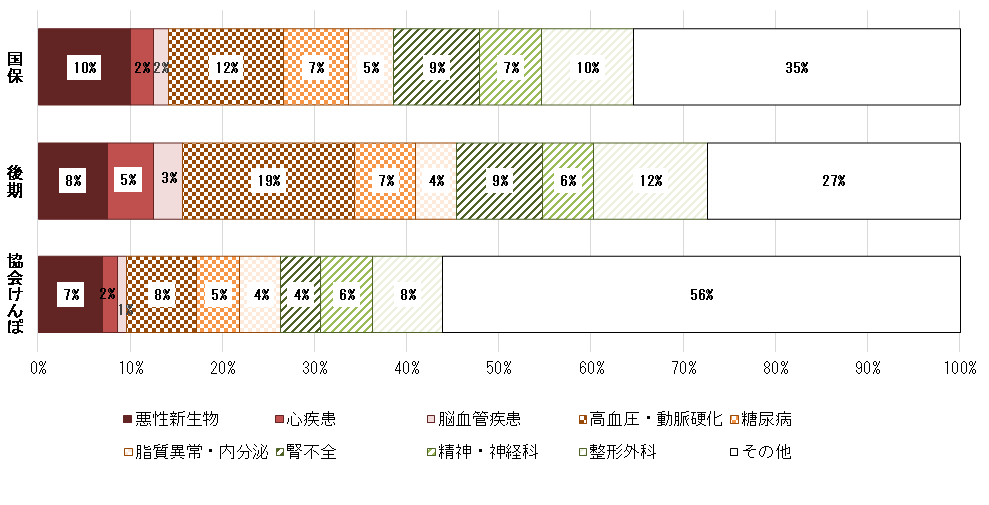 国保
10% 2% 2% 12% 7% 5% 9% 7% 10% 35%
後期
8% 5% 3% 19% 7% 4% 9% 6% 12% 27%
協会けんぽ
7% 2% 1% 8% 5% 4% 4% 6% 8% 56%
0% 10% 20% 30% 40% 50% 60% 70% 80% 90% 100%
悪性新生物 心疾患 脳血管疾患 高血圧・動脈硬化 糖尿病
脂質異常・内分泌 腎不全 精神・神経科 整形外科 その他